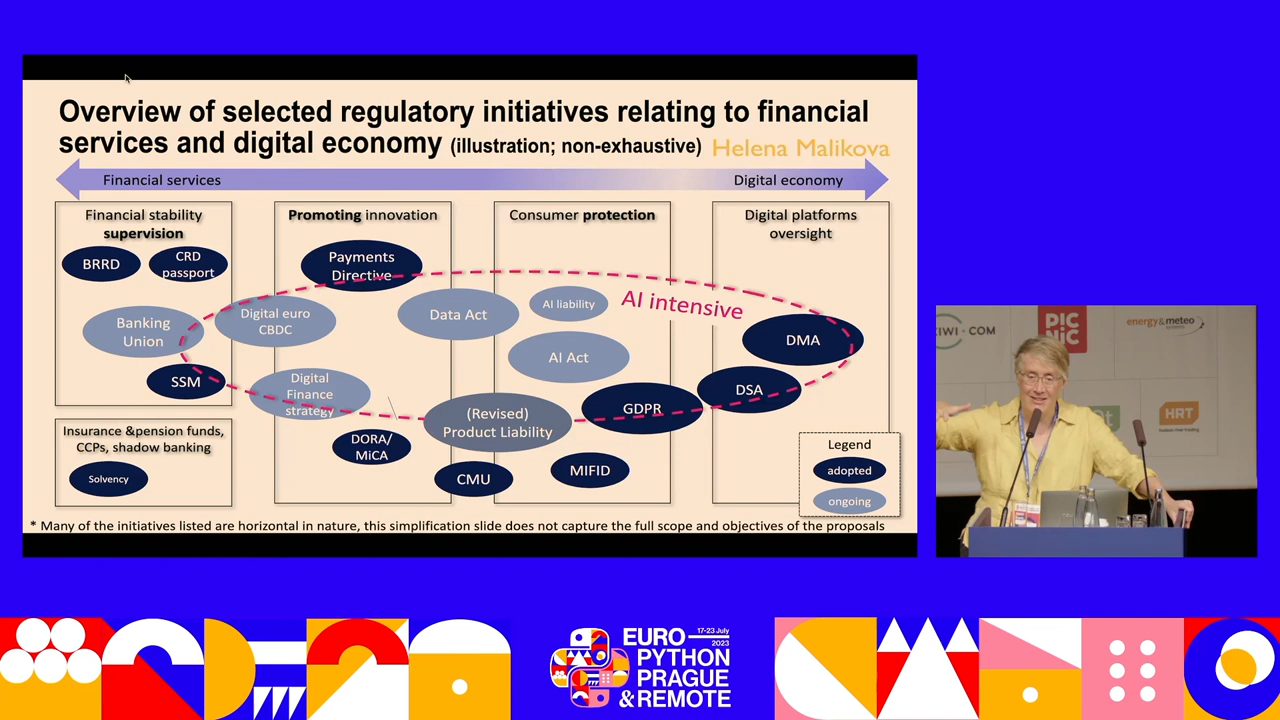 Overview of selected regulatory initiatives relating to financial
services and digital economy (illustration; non-exhaustive) Helena Malikova
Financial services
Digital economy
Financial stability
supervision
BRRD
CRD
passport
Banking
Union
SSM
Insurance &pension funds,
CCPs, shadow banking
Solvency
Promoting innovation
Payments
Directive
Digital euro
CBDC
Data Act
Digital
Finance
strategy
DORA/
MiCA
(Revised)
Product Liability
CMU
Consumer protection
AI liability
AI intensive
AI Act
GDPR
MIFID
Digital platforms
oversight
DMA
DSA
Legend
adopted
ongoing
* Many of the initiatives listed are horizontal in nature, this simplification slide does not capture the full scope and objectives of the proposals
PIC
NIC
energy&meteo
systems
HRT
EURO
17-23 July
2023
PYTHON
PRAGUE
&REMOTE